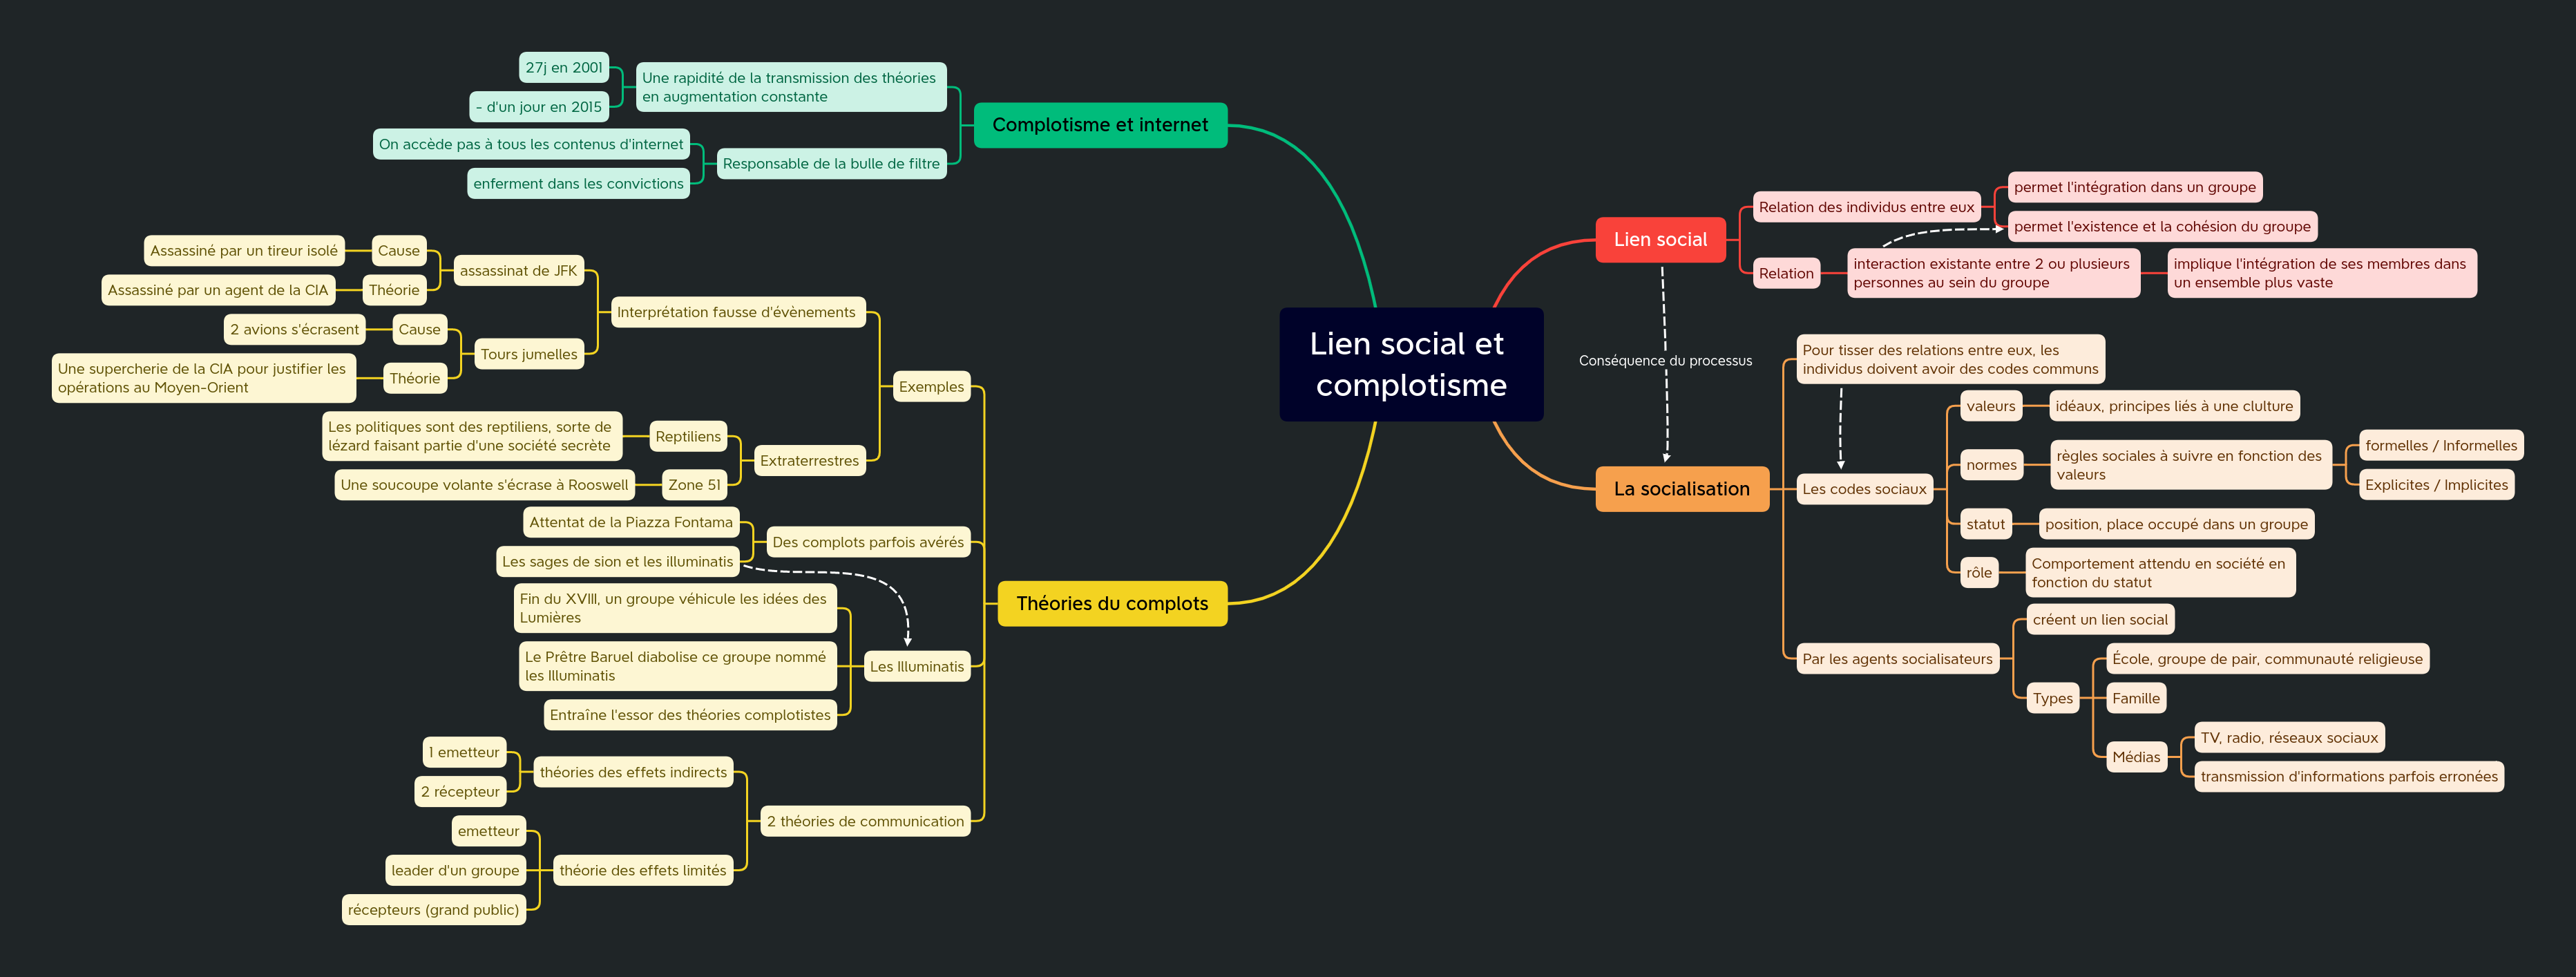 Lien social et
complotisme
Complotisme et internet
Une rapidité de la transmission des théories
en augmentation constante
27j en 2001
- d'un jour en 2015
Responsable de la bulle de filtre
On accède pas à tous les contenus d'internet
enferment dans les convictions
Lien social
Relation des individus entre eux
permet l'intégration dans un groupe
permet l'existence et la cohésion du groupe
Relation
interaction existante entre 2 ou plusieurs
personnes au sein du groupe
implique l'intégration de ses membres dans
un ensemble plus vaste
Conséquence du processus
La socialisation
Pour tisser des relations entre eux, les
individus doivent avoir des codes communs
Les codes sociaux
valeurs
idéaux, principes liés à une clulture
normes
règles sociales à suivre en fonction des
valeurs
formelles / Informelles
Explicites / Implicites
statut
position, place occupé dans un groupe
rôle
Comportement attendu en société en
fonction du statut
Par les agents socialisateurs
créent un lien social
Types
École, groupe de pair, communauté religieuse
Famille
Médias
TV, radio, réseaux sociaux
transmission d'informations parfois erronées
Théories du complots
Exemples
Interprétation fausse d'évènements
assassinat de JFK
Cause
Assassiné par un tireur isolé
Théorie
Assassiné par un agent de la CIA
Tours jumelles
Cause
2 avions s'écrasent
Théorie
Une supercherie de la CIA pour justifier les
opérations au Moyen-Orient
Extraterrestres
Reptiliens
Les politiques sont des reptiliens, sorte de
lézard faisant partie d'une société secrète
Zone 51
Une soucoupe volante s'écrase à Rooswell
Des complots parfois avérés
Attentat de la Piazza Fontama
Les sages de sion et les illuminatis
Les Illuminatis
Fin du XVIII, un groupe véhicule les idées des
Lumières
Le Prêtre Baruel diabolise ce groupe nommé
les Illuminatis
Entraîne l'essor des théories complotistes
2 théories de communication
théories des effets indirects
1 emetteur
2 récepteur
théorie des effets limités
emetteur
leader d'un groupe
récepteurs (grand public)